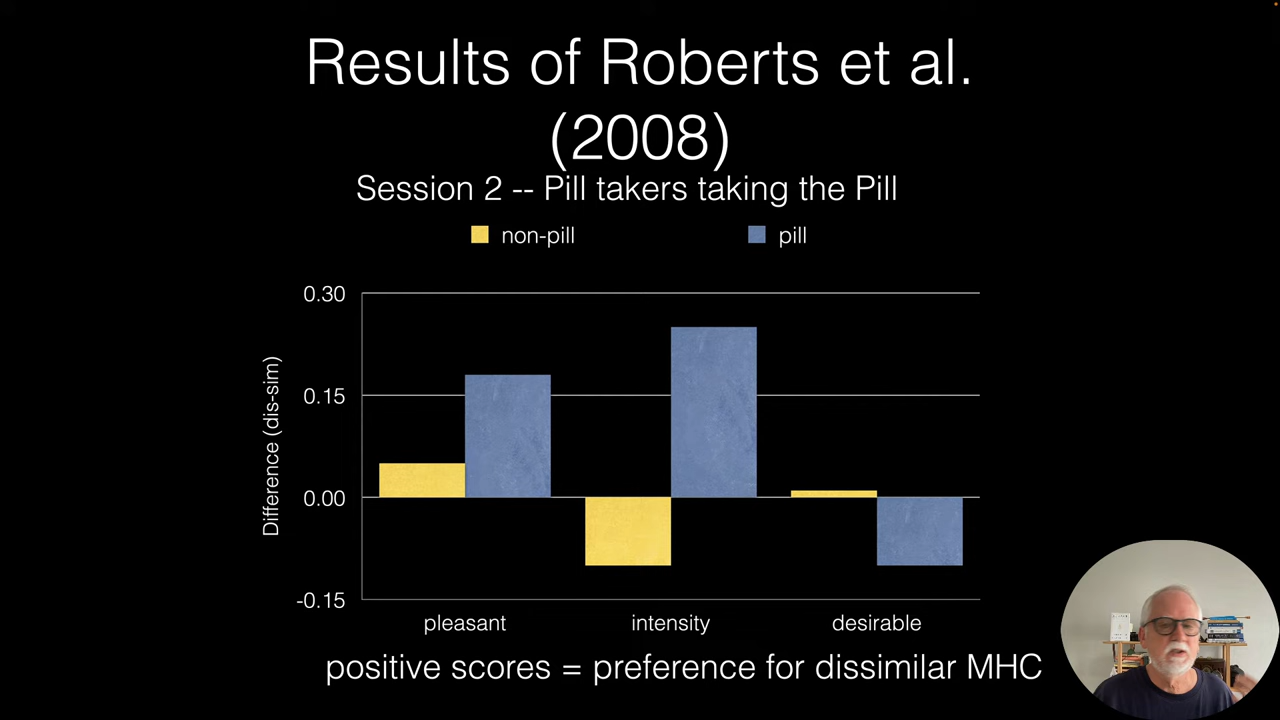 Results of Roberts et al.
(2008)
Session 2 -- Pill takers taking the Pill
non-pill pill
0.30
0.15
0.00
-0.15
Difference (dis-sim)
pleasant intensity desirable
positive scores = preference for dissimilar MHC